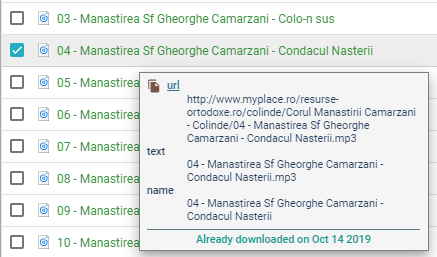 03 - Manastirea Sf Gheorghe Camarzani - Colo-n sus
04 - Manastirea Sf Gheorghe Camarzani - Condacul Nasterii
05 - Manastirea
06 - Manastirea
07 - Manastirea
08 - Manastirea
09 - Manastirea
10 - Manastirea
url
http://www.myplace.ro/resurse-
ortodoxe.ro/colinde/Corul Manastirii Camarzani
- Colinde/04 - Manastirea Sf Gheorghe
Camarzani - Condacul Nasterii.mp3
text
04 - Manastirea Sf Gheorghe Camarzani -
Condacul Nasterii.mp3
name
04 - Manastirea Sf Gheorghe Camarzani -
Condacul Nasterii
Already downloaded on Oct 14 2019